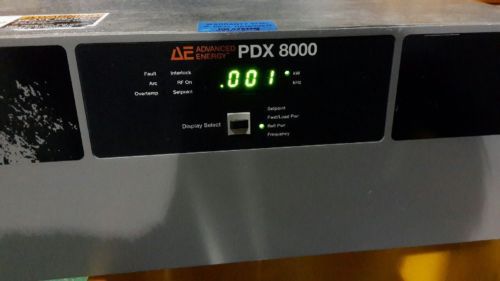 AE ADVANCED ENERGY PDX 8000
Fault Interlock
Arc RF On
Overtemp Setpoint
.001 kW
kHz
Display Select
Setpoint
Fwd/Load Pwr
Refl Pwr
Frequency